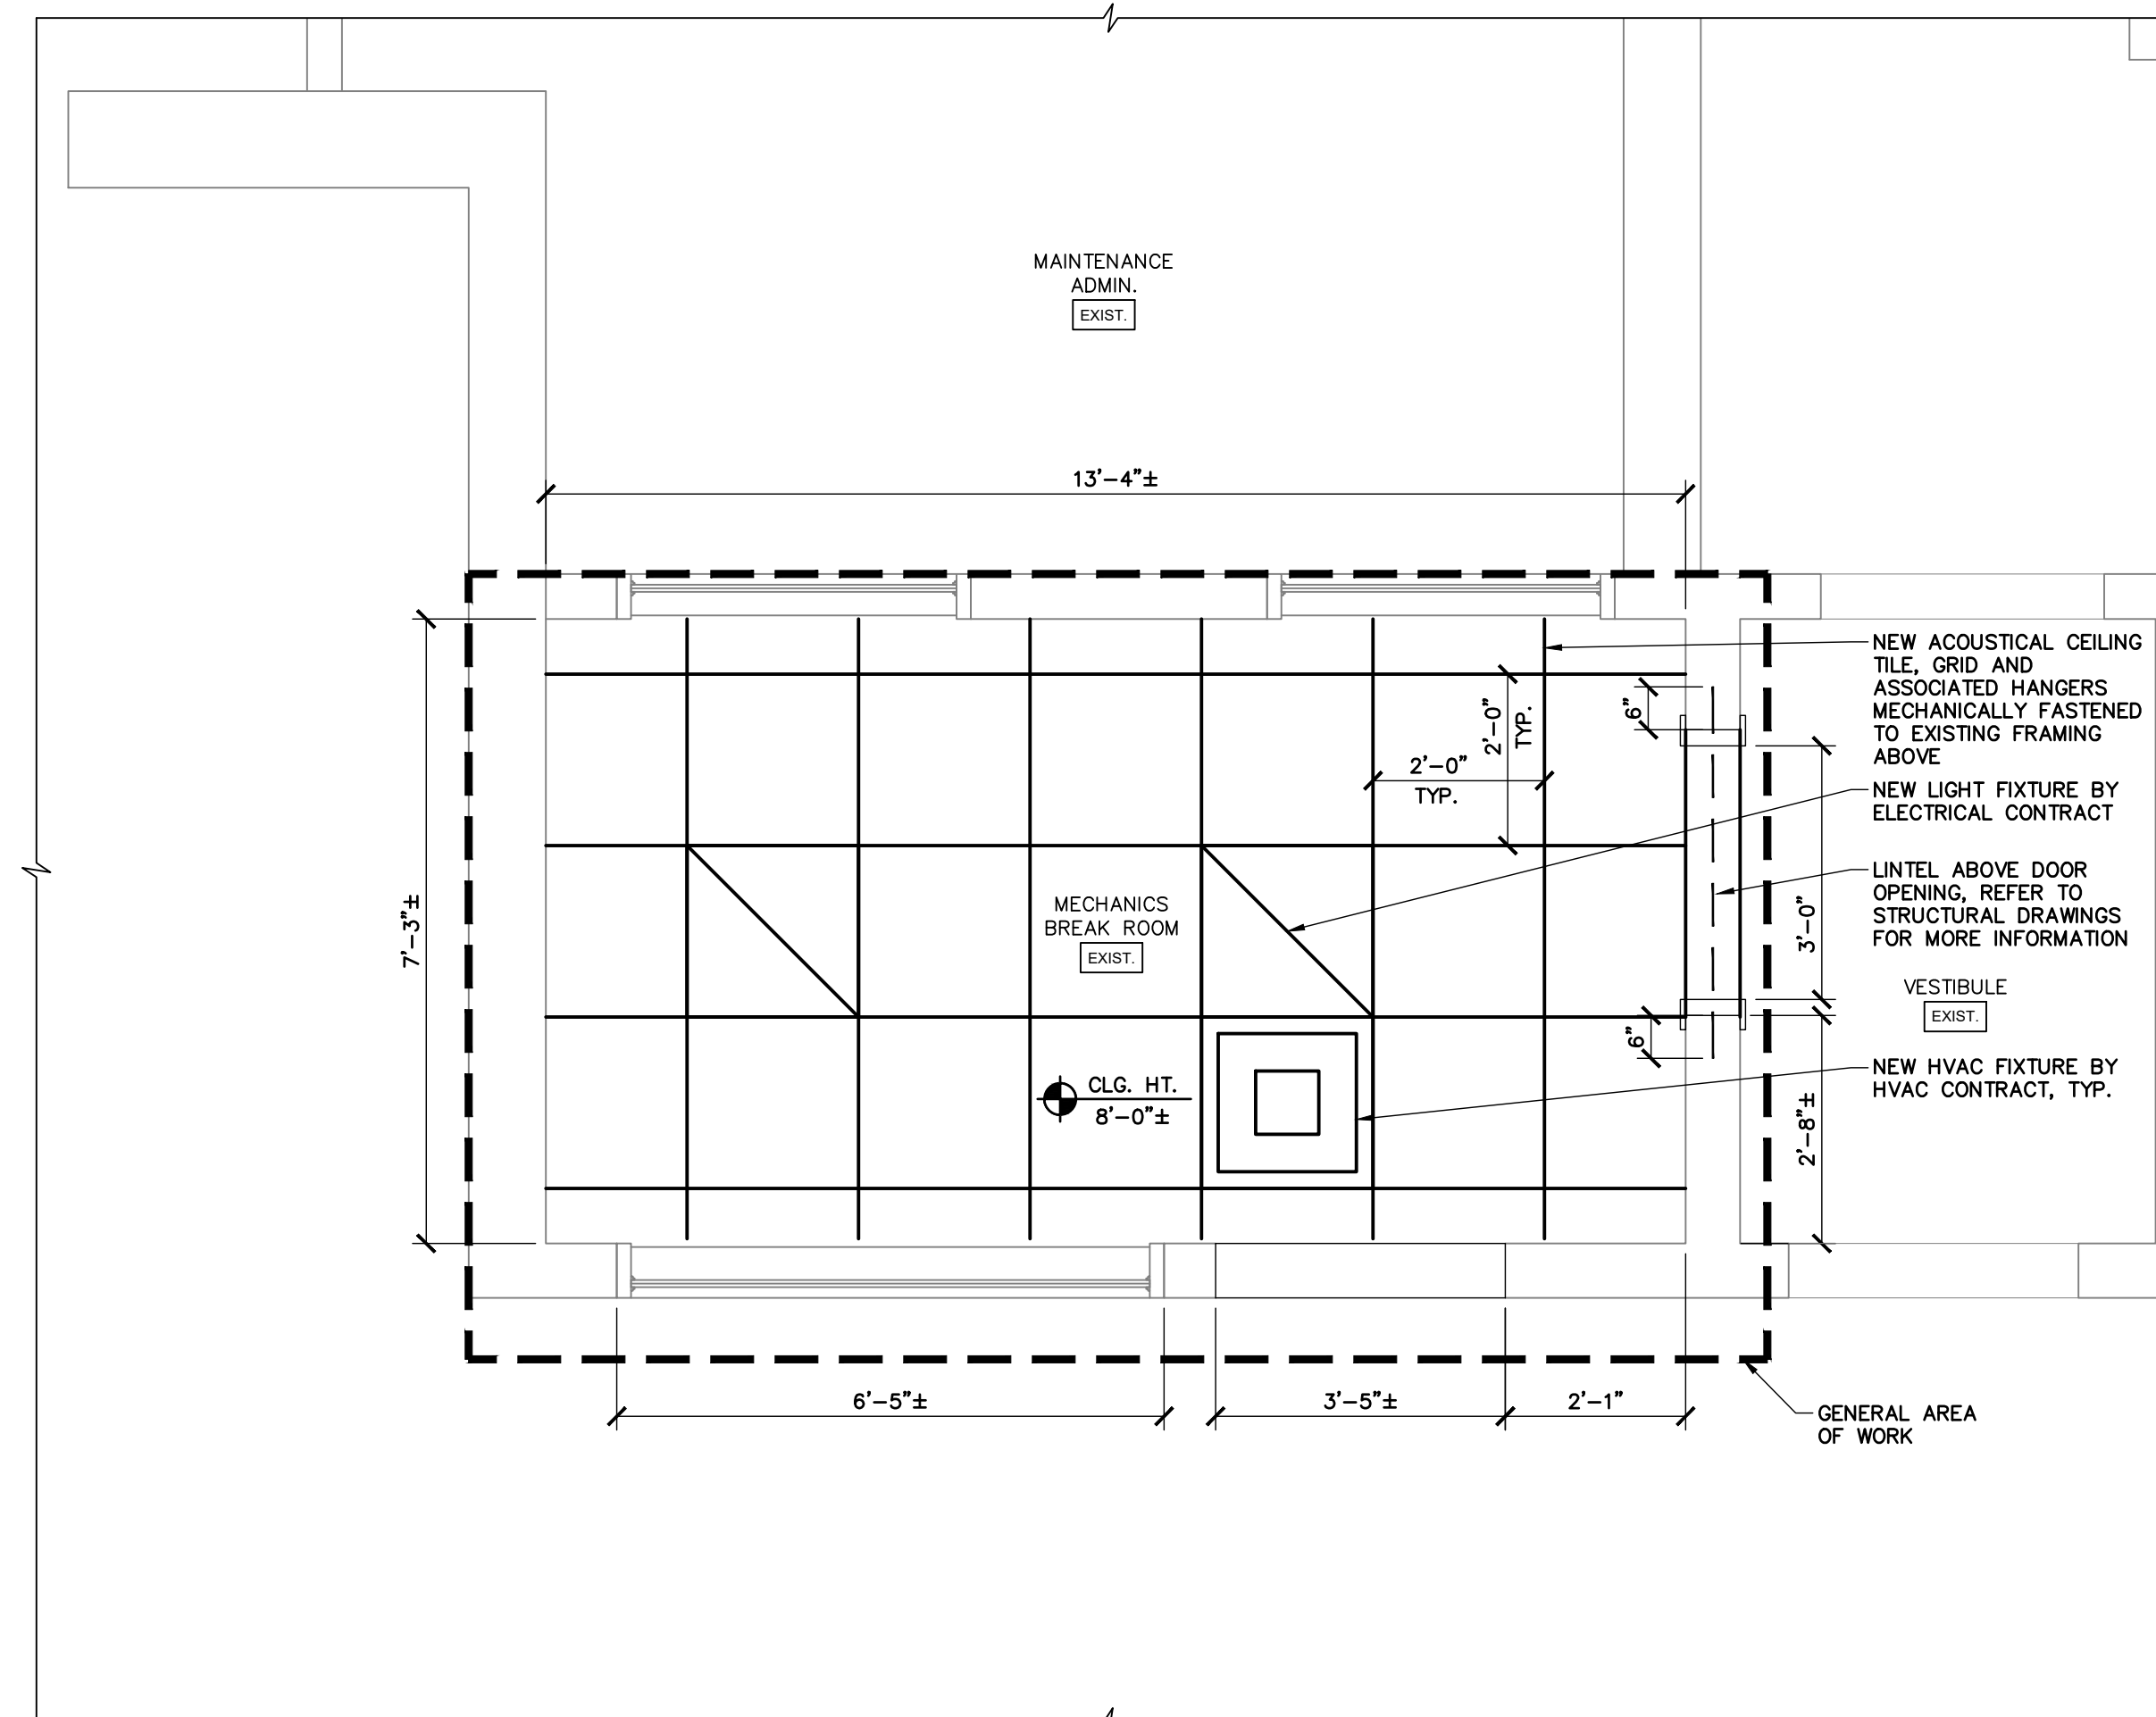 MAINTENANCE
ADMIN.
EXIST.
13'-4"±
NEW ACOUSTICAL CEILING
TILE, GRID AND
ASSOCIATED HANGERS
MECHANICALLY FASTENED
TO EXISTING FRAMING
ABOVE
6"
2'-0"
TYP.
2'-0"
TYP.
NEW LIGHT FIXTURE BY
ELECTRICAL CONTRACT
LINTEL ABOVE DOOR
OPENING, REFER TO
STRUCTURAL DRAWINGS
FOR MORE INFORMATION
7'-3"±
MECHANICS
BREAK ROOM
EXIST.
3'-0"
VESTIBULE
EXIST.
6"
CLG. HT.
8'-0"±
NEW HVAC FIXTURE BY
HVAC CONTRACT, TYP.
2'-8"±
6'-5"±
3'-5"±
2'-1"
GENERAL AREA
OF WORK